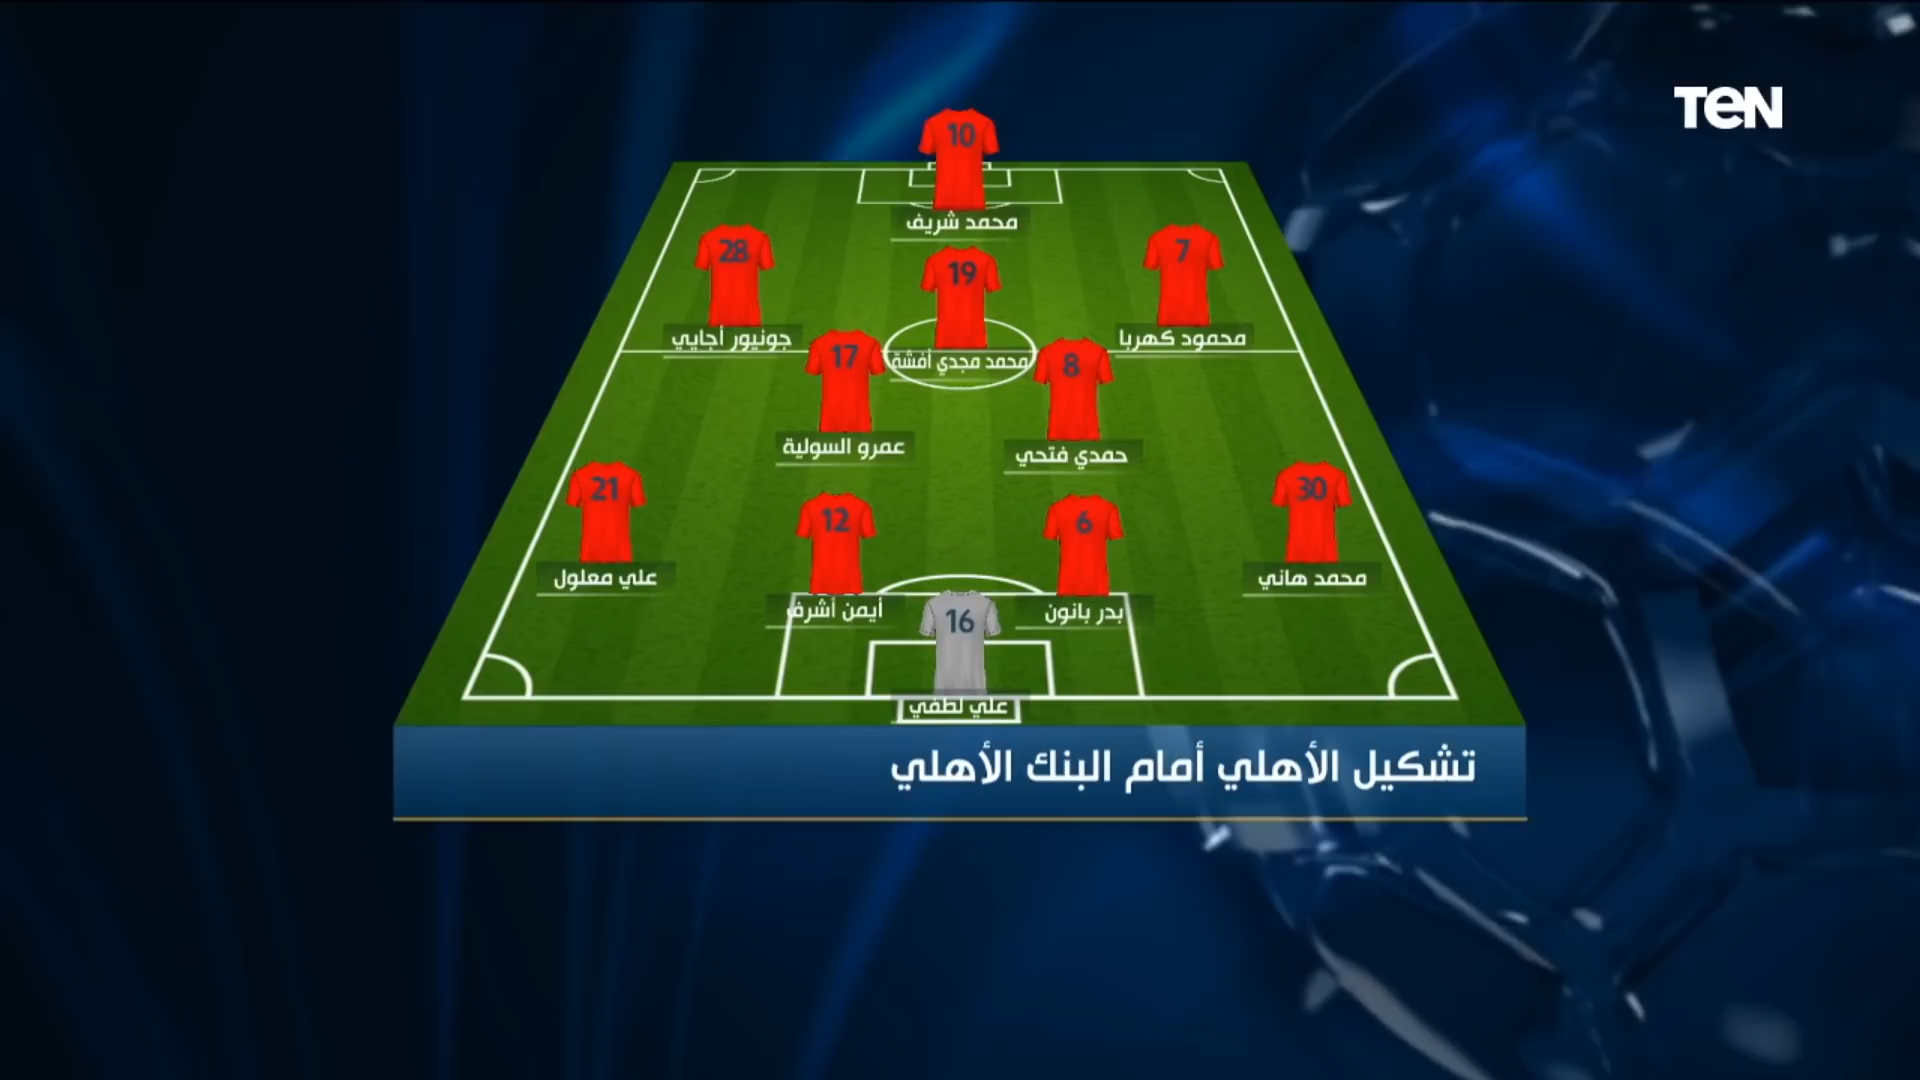 TEN
10
محمد شريف
7
محمود كهربا
19
محمد مجدي أفشة
28
جونيور أجايي
8
حمدي فتحي
17
عمرو السولية
30
محمد هاني
6
بدر بانون
12
أيمن أشرف
21
علي معلول
16
علي لطفي
تشكيل الأهلي أمام البنك الأهلي